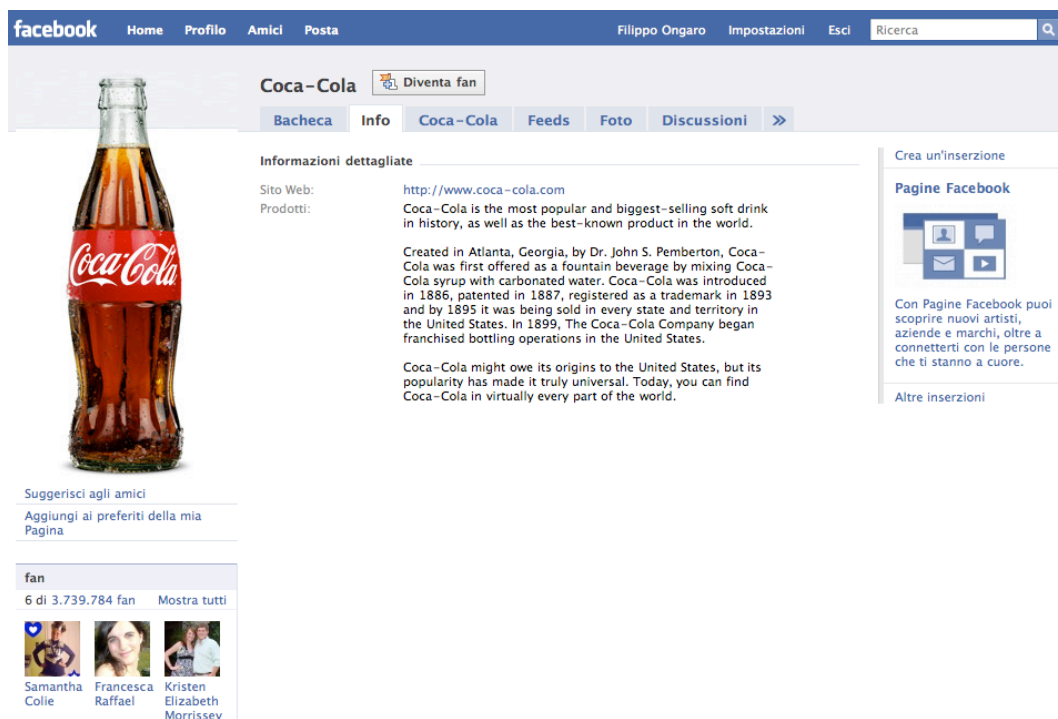 facebook Home Profilo Amici Posta Filippo Ongaro Impostazioni Esci Ricerca
Coca-Cola Diventa fan
Bacheca Info Coca-Cola Feeds Foto Discussioni »
Coca-Cola
Informazioni dettagliate
Sito Web: http://www.coca-cola.com
Prodotti: Coca-Cola is the most popular and biggest-selling soft drink
in history, as well as the best-known product in the world.
Created in Atlanta, Georgia, by Dr. John S. Pemberton, Coca-
Cola was first offered as a fountain beverage by mixing Coca-
Cola syrup with carbonated water. Coca-Cola was introduced
in 1886, patented in 1887, registered as a trademark in 1893
and by 1895 it was being sold in every state and territory in
the United States. In 1899, The Coca-Cola Company began
franchised bottling operations in the United States.
Coca-Cola might owe its origins to the United States, but its
popularity has made it truly universal. Today, you can find
Coca-Cola in virtually every part of the world.
Crea un'inserzione
Pagine Facebook
Con Pagine Facebook puoi
scoprire nuovi artisti,
aziende e marchi, oltre a
connetterti con le persone
che ti stanno a cuore.
Altre inserzioni
Suggerisci agli amici
Aggiungi ai preferiti della mia
Pagina
fan
6 di 3.739.784 fan Mostra tutti
Samantha
Colie
Francesca
Raffael
Kristen
Elizabeth
Morrissey